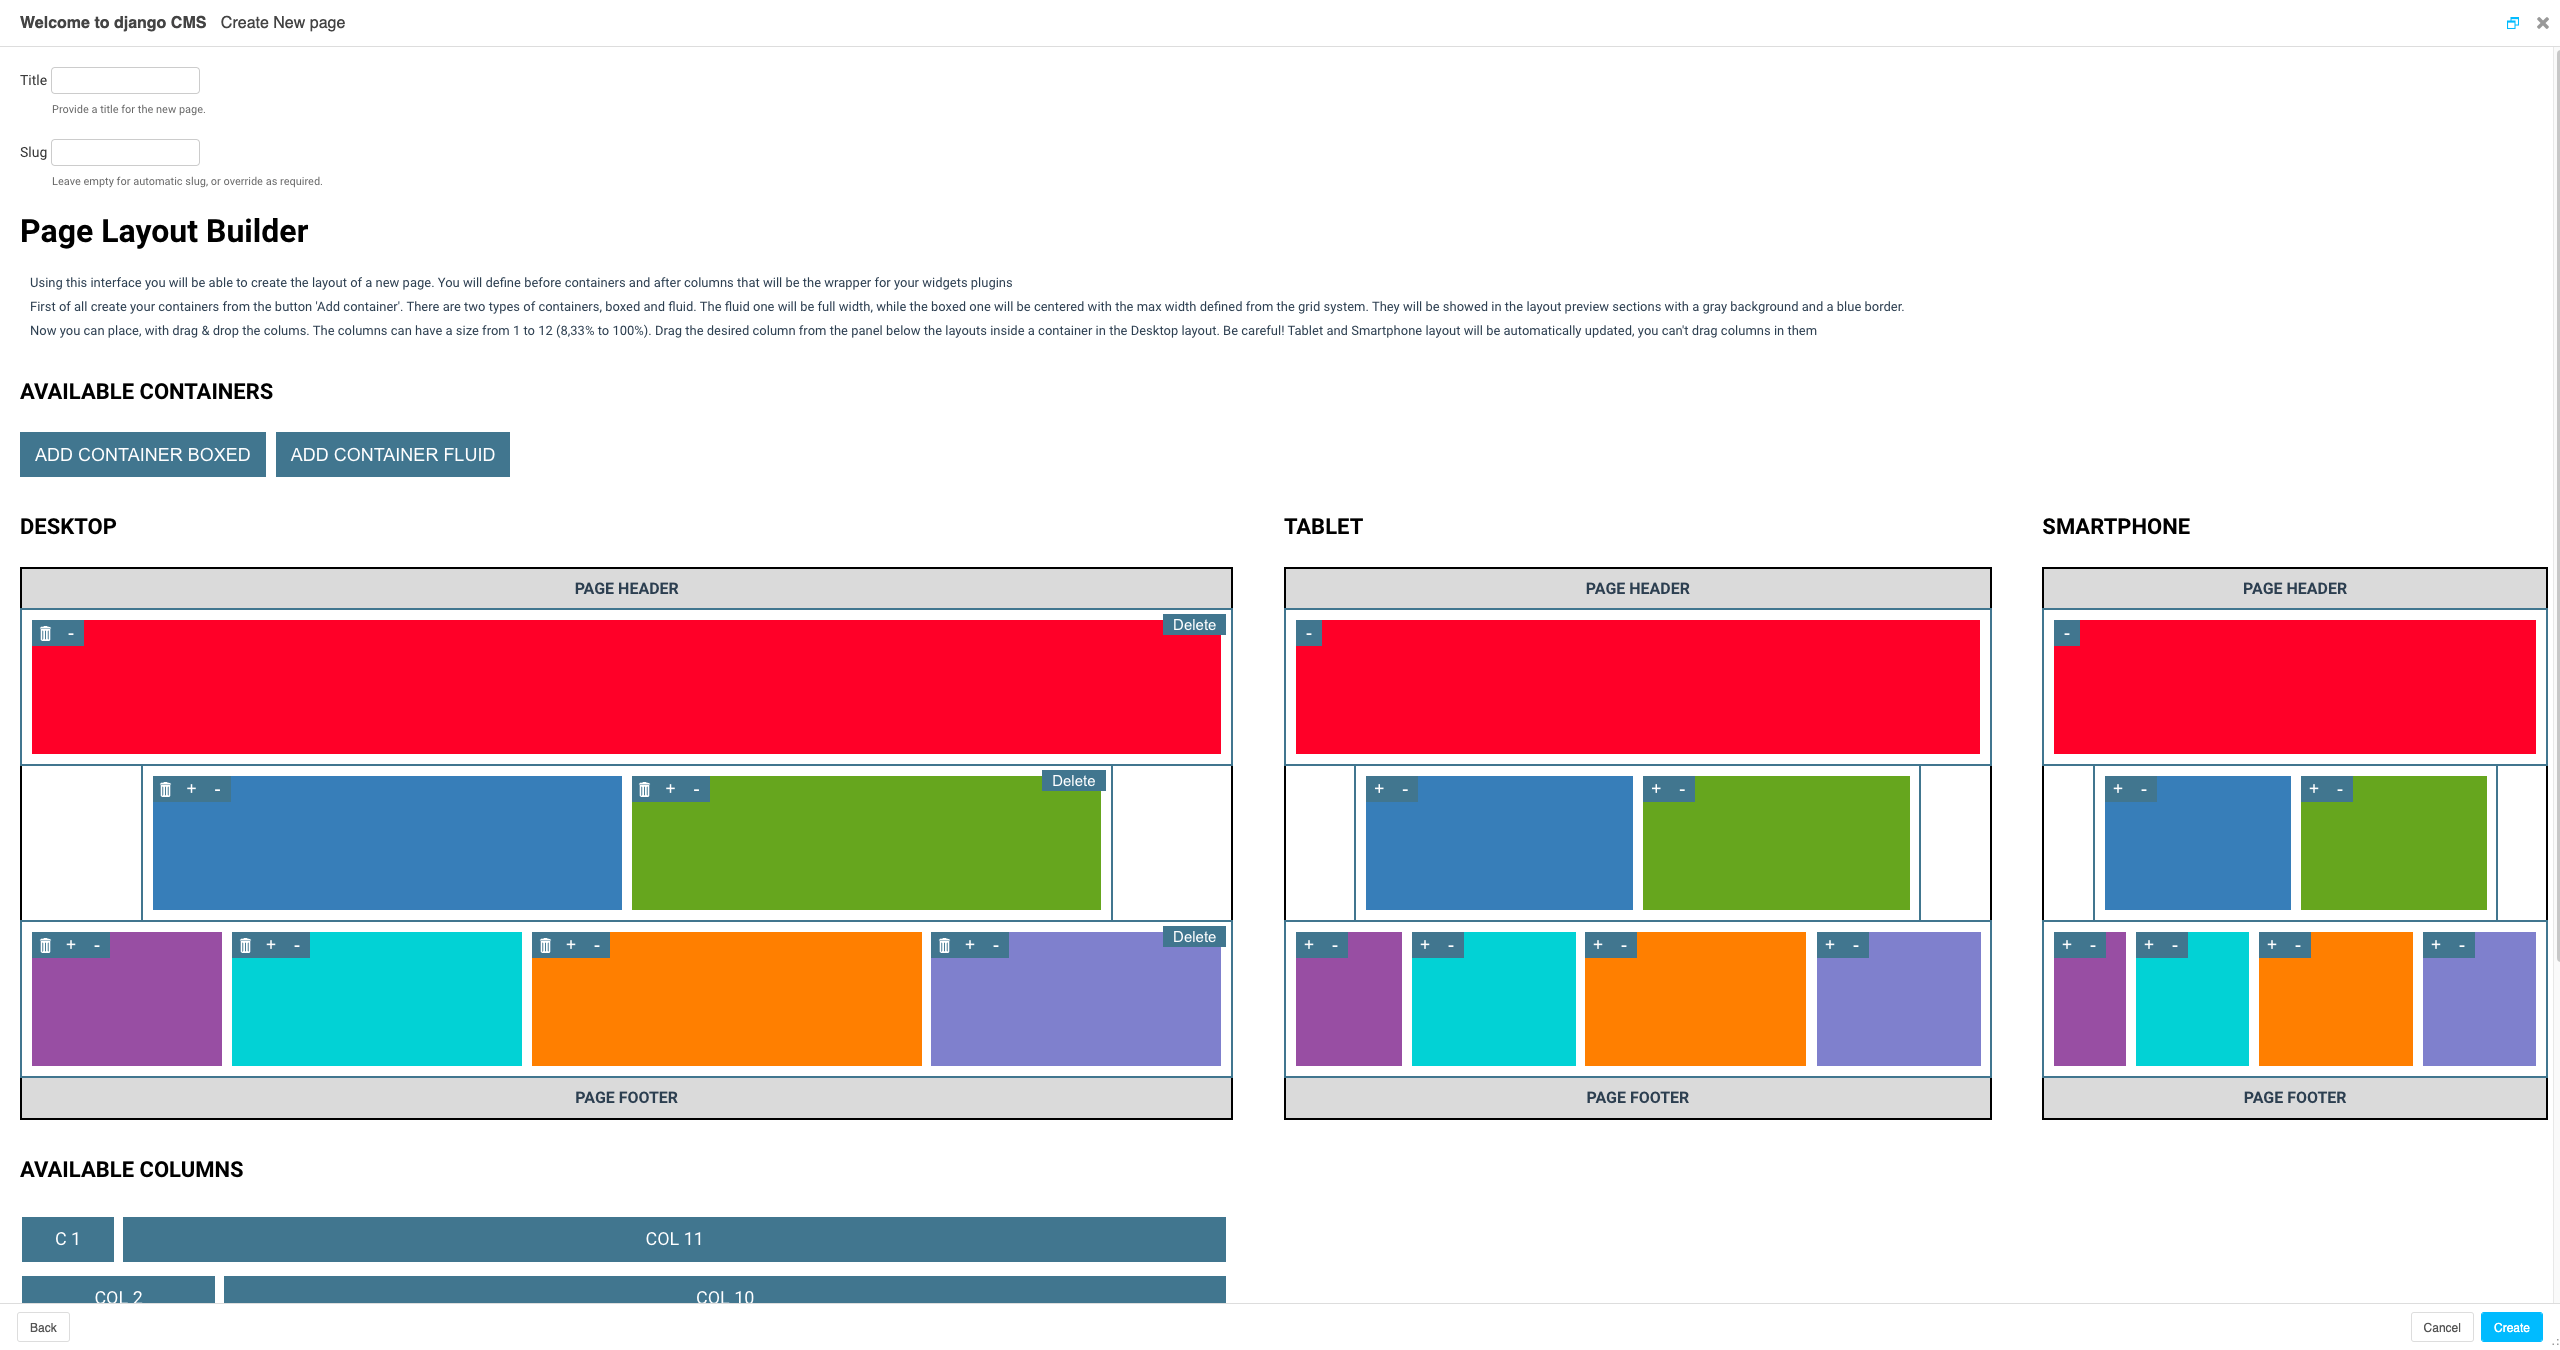 Welcome to django CMS Create New page
Title
Provide a title for the new page.
Slug
Leave empty for automatic slug, or override as required.
Page Layout Builder
Using this interface you will be able to create the layout of a new page. You will define before containers and after columns that will be the wrapper for your widgets plugins
First of all create your containers from the button 'Add container'. There are two types of containers, boxed and fluid. The fluid one will be full width, while the boxed one will be centered with the max width defined from the grid system. They will be showed in the layout preview sections with a gray background and a blue border.
Now you can place, with drag & drop the colums. The columns can have a size from 1 to 12 (8,33% to 100%). Drag the desired column from the panel below the layouts inside a container in the Desktop layout. Be careful! Tablet and Smartphone layout will be automatically updated, you can't drag columns in them
AVAILABLE CONTAINERS
ADD CONTAINER BOXED ADD CONTAINER FLUID
DESKTOP TABLET SMARTPHONE
PAGE HEADER PAGE HEADER PAGE HEADER
- Delete - -
+ - + - Delete + - + - + - + -
+ - + - + - + - Delete + - + - + - + - + - + - + - + -
PAGE FOOTER PAGE FOOTER PAGE FOOTER
AVAILABLE COLUMNS
C 1 COL 11
COL 2 COL 10
Back Cancel Create